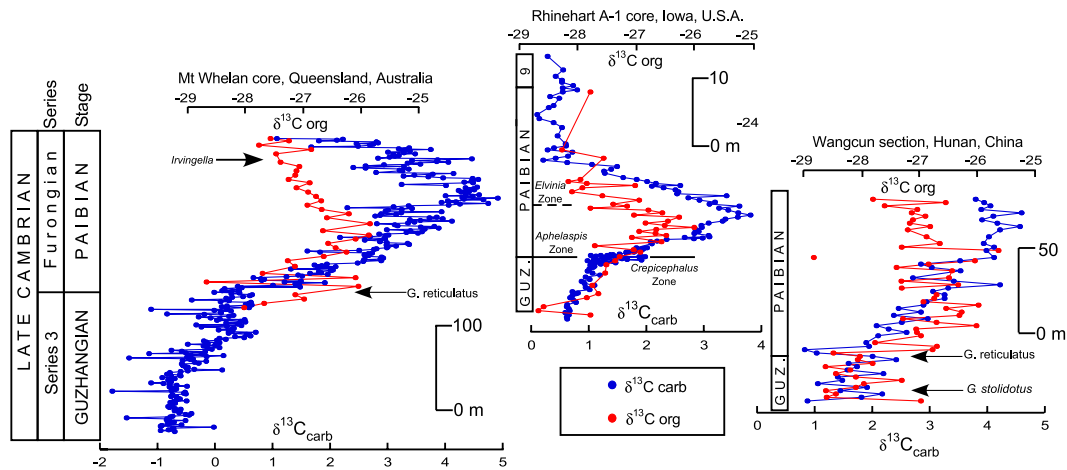 Mt Whelan core, Queensland, Australia
-29 -28 -27 -26 -25
δ13C org
Series
Stage
LATE CAMBRIAN
Furongian
Series 3
PAIBIAN
GUZHANGIAN
Irvingella
G. reticulatus
100
0 m
δ13Ccarb
-2 -1 0 1 2 3 4 5
Rhinehart A-1 core, Iowa, U.S.A.
-29 -28 -27 -26 -25
δ13C org
9
PAIBIAN
GUZ.
10
-24
0 m
Elvinia
Zone
Aphelaspis
Zone
Crepicephalus
Zone
δ13Ccarb
0 1 2 3 4
δ13C carb
δ13C org
Wangcun section, Hunan, China
-29 -28 -27 -26 -25
δ13C org
PAIBIAN
GUZ.
50
0 m
G. reticulatus
G. stolidotus
0 1 2 3 4 5
δ13Ccarb